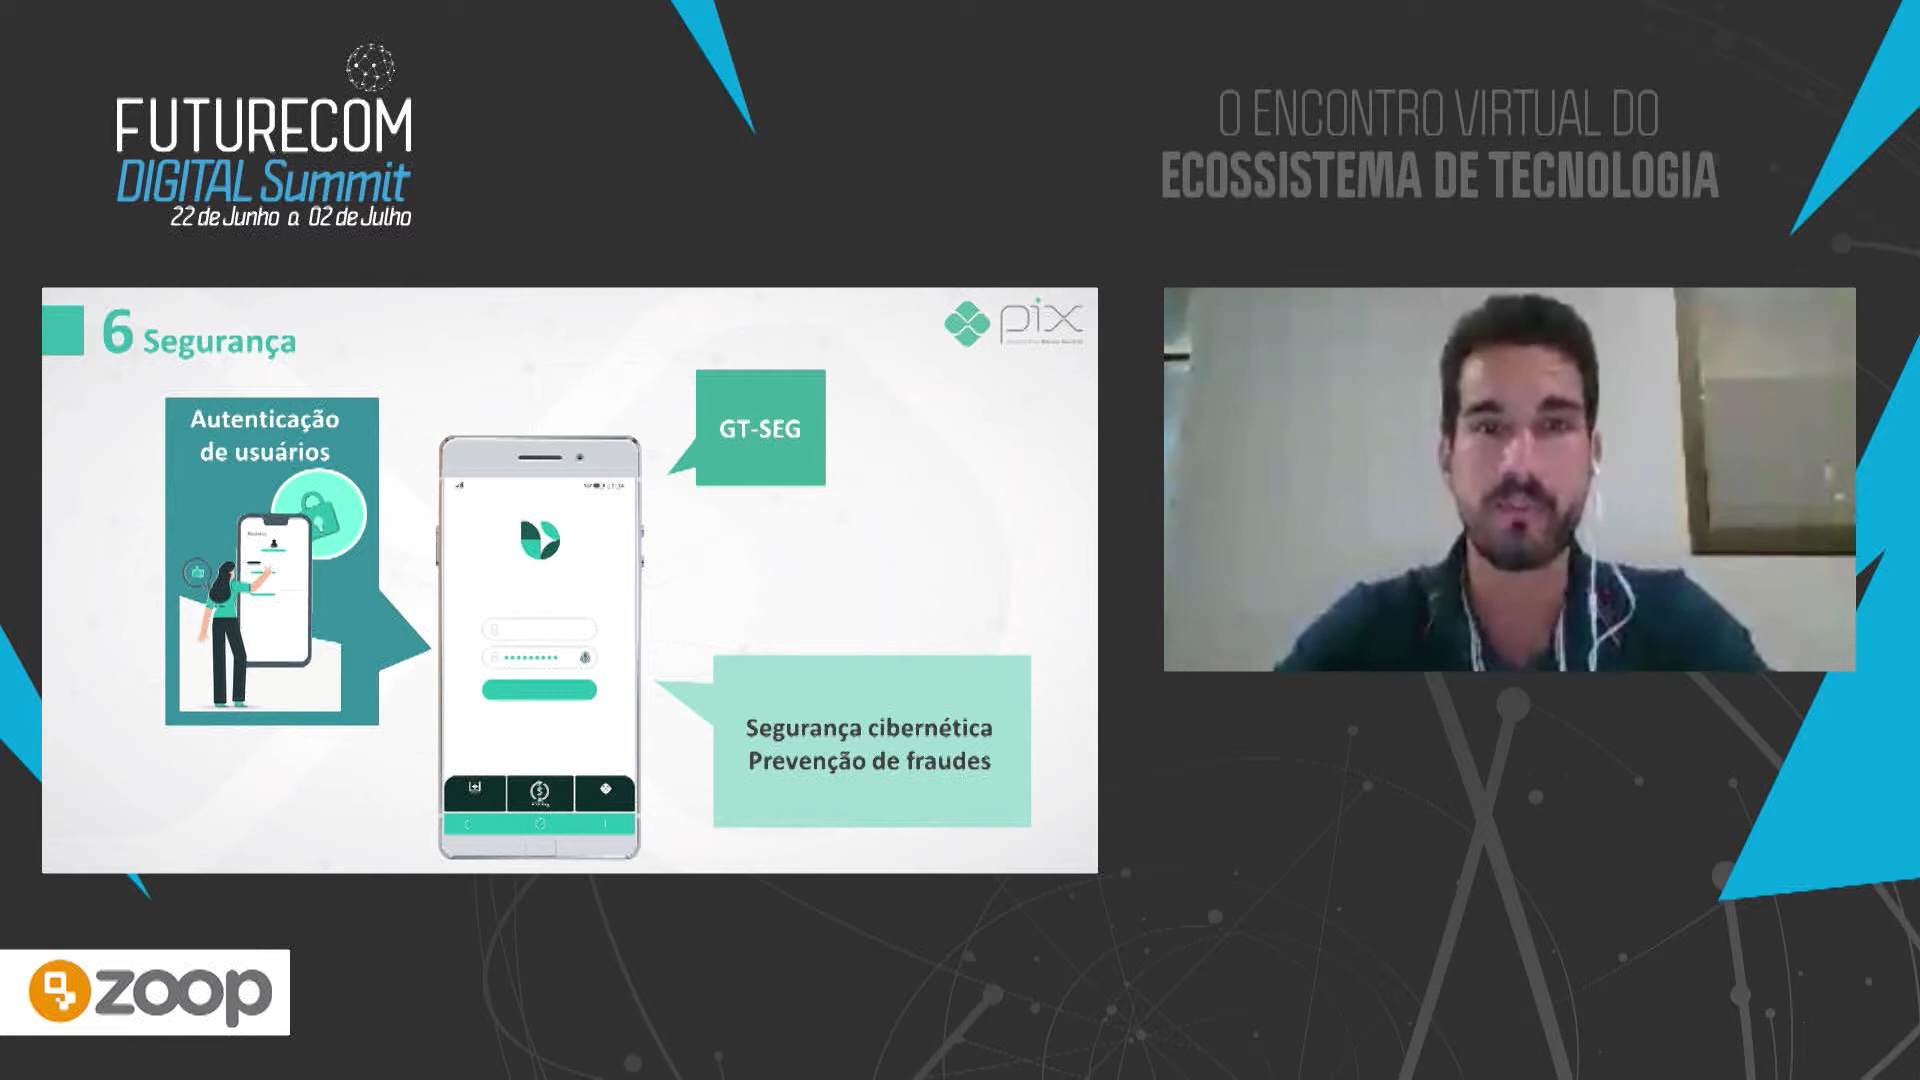 FUTURECOM
DIGITAL Summit
22 de Junho a 02 de Julho
O ENCONTRO VIRTUAL DO
ECOSSISTEMA DE TECNOLOGIA
6 Segurança
pix
Autenticação
de usuários
GT-SEG
Segurança cibernética
Prevenção de fraudes
zoop